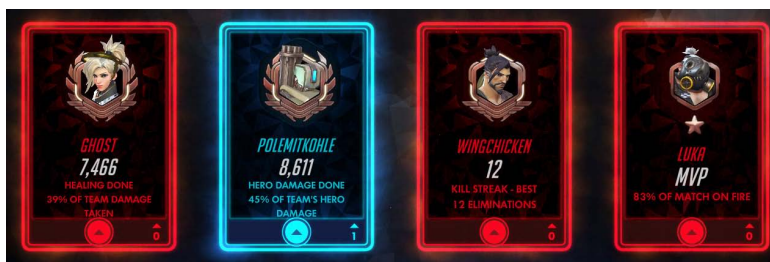 GHOST
7,466
HEALING DONE
39% OF TEAM DAMAGE
TAKEN
0
POLEMITKOHLE
8,611
HERO DAMAGE DONE
45% OF TEAM'S HERO
DAMAGE
1
WINGCHICKEN
12
KILL STREAK - BEST
12 ELIMINATIONS
0
LUKA
MVP
83% OF MATCH ON FIRE
0